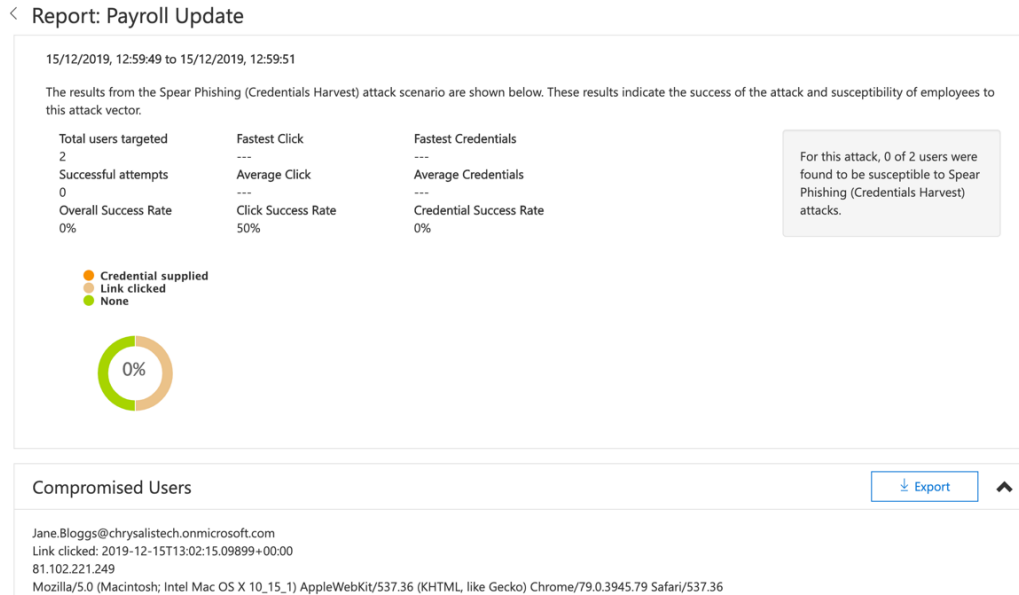 Report: Payroll Update
15/12/2019, 12:59:49 to 15/12/2019, 12:59:51
The results from the Spear Phishing (Credentials Harvest) attack scenario are shown below. These results indicate the success of the attack and susceptibility of employees to
this attack vector.
Total users targeted
2
Successful attempts
0
Overall Success Rate
0%
Fastest Click
---
Average Click
---
Click Success Rate
50%
Fastest Credentials
---
Average Credentials
---
Credential Success Rate
0%
For this attack, 0 of 2 users were
found to be susceptible to Spear
Phishing (Credentials Harvest)
attacks.
Credential supplied
Link clicked
None
0%
Compromised Users
Export
Jane.Bloggs@chrysalistech.onmicrosoft.com
Link clicked: 2019-12-15T13:02:15.09899+00:00
81.102.221.249
Mozilla/5.0 (Macintosh; Intel Mac OS X 10_15_1) AppleWebKit/537.36 (KHTML, like Gecko) Chrome/79.0.3945.79 Safari/537.36